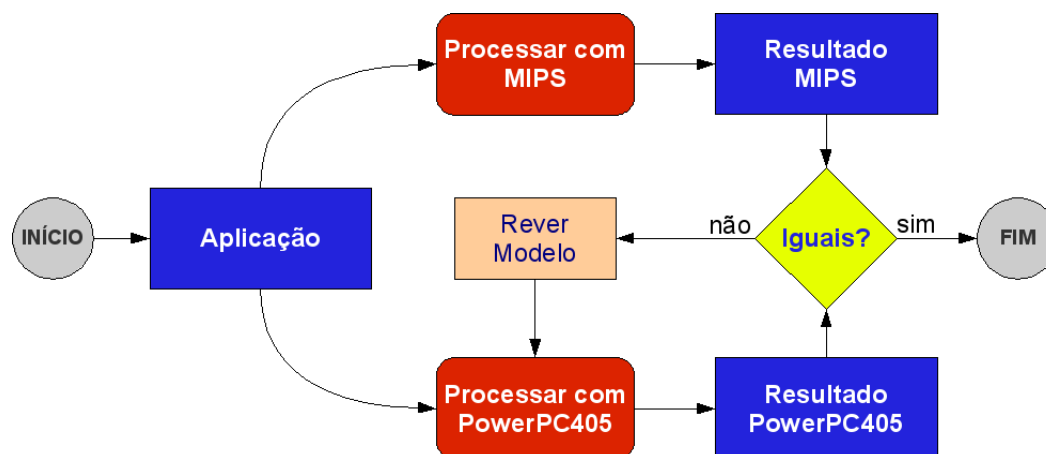 Processar com
MIPS
Resultado
MIPS
INÍCIO
Aplicação
Rever
Modelo
não
Iguais?
sim
FIM
Processar com
PowerPC405
Resultado
PowerPC405